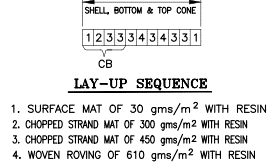 SHELL, BOTTOM & TOP CONE
1 2 3 3 3 4 3 4 3 3 1
CB
LAY-UP SEQUENCE
1. SURFACE MAT OF 30 gms/m² WITH RESIN
2. CHOPPED STRAND MAT OF 300 gms/m² WITH RESIN
3. CHOPPED STRAND MAT OF 450 gms/m² WITH RESIN
4. WOVEN ROVING OF 610 gms/m² WITH RESIN